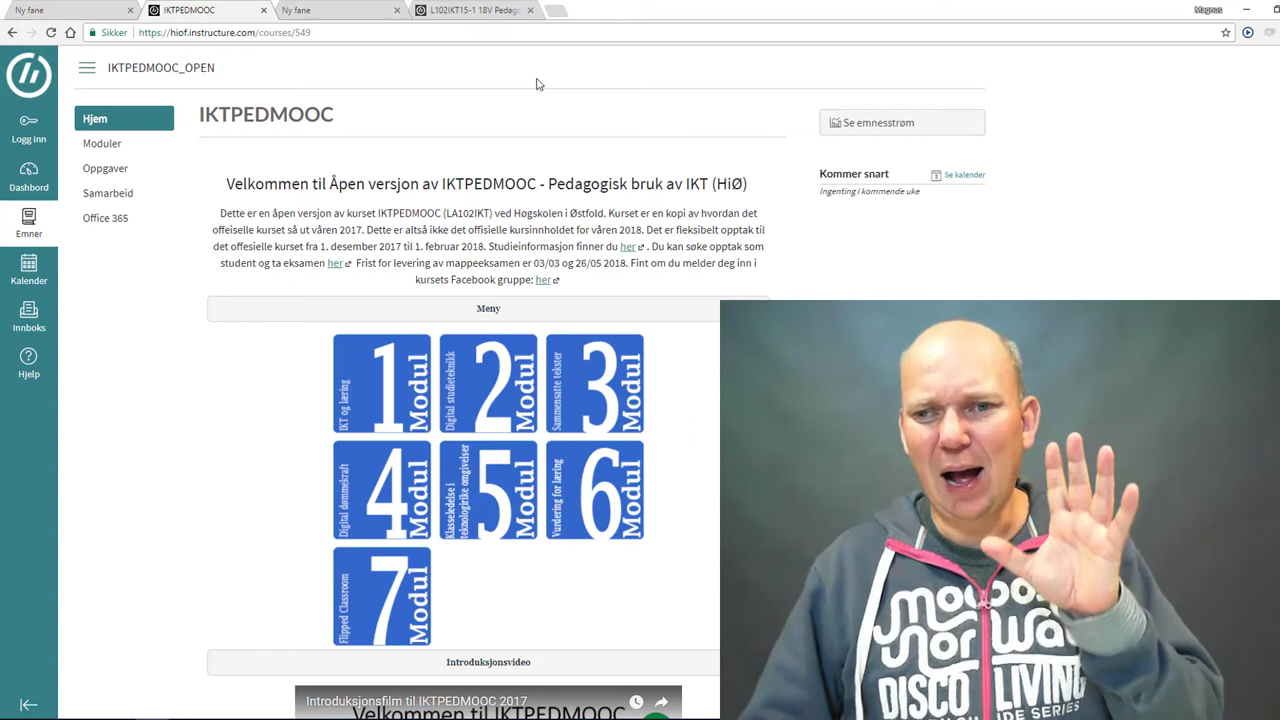 Ny fane
IKTPEDMOOC
Ny fane
L102IKT15-1 18V Pedag
Magnus
Sikker
https://hiof.instructure.com/courses/549
IKTPEDMOOC_OPEN
Logg inn
Dashbord
Emner
Kalender
Innboks
Hjelp
Hjem
Moduler
Oppgaver
Samarbeid
Office 365
IKTPEDMOOC
Velkommen til Åpen versjon av IKTPEDMOOC - Pedagogisk bruk av IKT (HiØ)
Dette er en åpen versjon av kurset IKTPEDMOOC (LA102IKT) ved Høgskolen i Østfold. Kurset er en kopi av hvordan det
offeiselle kurset så ut våren 2017. Dette er altså ikke det offisielle kursinnholdet for våren 2018. Det er fleksibelt opptak til
det offesielle kurset fra 1. desember 2017 til 1. februar 2018. Studieinformasjon finner du her . Du kan søke opptak som
student og ta eksamen her Frist for levering av mappeeksamen er 03/03 og 26/05 2018. Fint om du melder deg inn i
kursets Facebook gruppe: her
Meny
IKT og læring 1 Modul
Digital studieteknikk 2 Modul
Sammensatte tekster 3 Modul
Digital dømmekraft 4 Modul
Klasseledelse i teknologirike omgivelser 5 Modul
Vurdering for læring 6 Modul
Flipped Classroom 7 Modul
Introduksjonsvideo
Introduksjonsfilm til IKTPEDMOOC 2017
Velkommen til IKTPEDMOOC
Se emnesstrøm
Kommer snart
Se kalender
Ingenting i kommende uke
DISCO LIVING